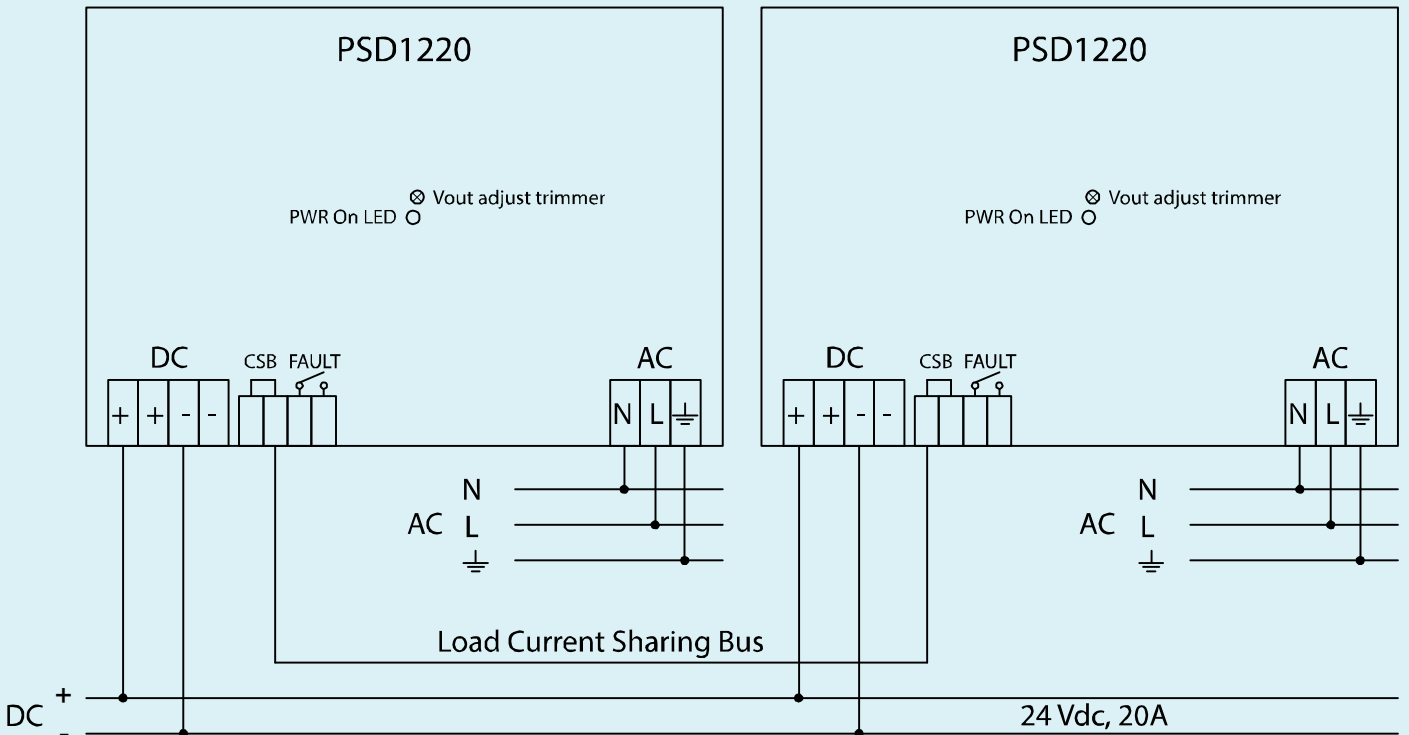 PSD1220
PSD1220
Vout adjust trimmer
PWR On LED
Vout adjust trimmer
PWR On LED
DC CSB FAULT AC
+ + - - N L
DC CSB FAULT AC
+ + - - N L
N
AC L
N
AC L
Load Current Sharing Bus
+
DC 24 Vdc, 20A
-